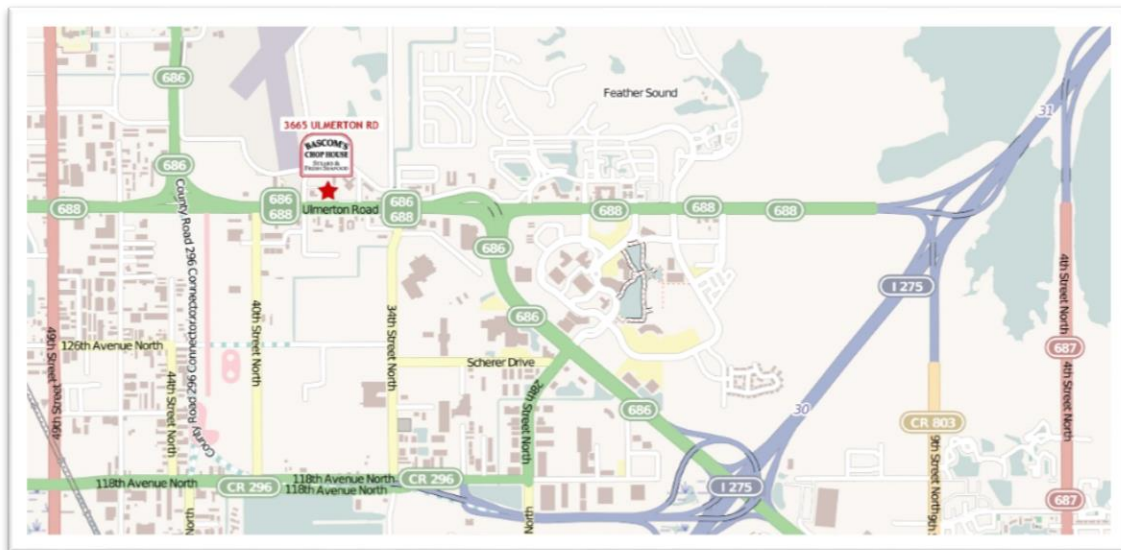 686
Feather Sound
31
3665 ULMERTON RD
BASCOM'S
CHOP HOUSE
STEAKS &
FRESH SEAFOOD
686
688
686
688
Ulmerton Road
686
688
688
688
688
686
County Road 296 Connector
I 275
4th Street North
49th Street North
40th Street North
34th Street North
686
126th Avenue North
687
Scherer Drive
44th Street North
28th Street North
4th Street North
686
30
CR 803
9th Street North
118th Avenue North
CR 296
118th Avenue North
118th Avenue North
CR 296
I 275
687